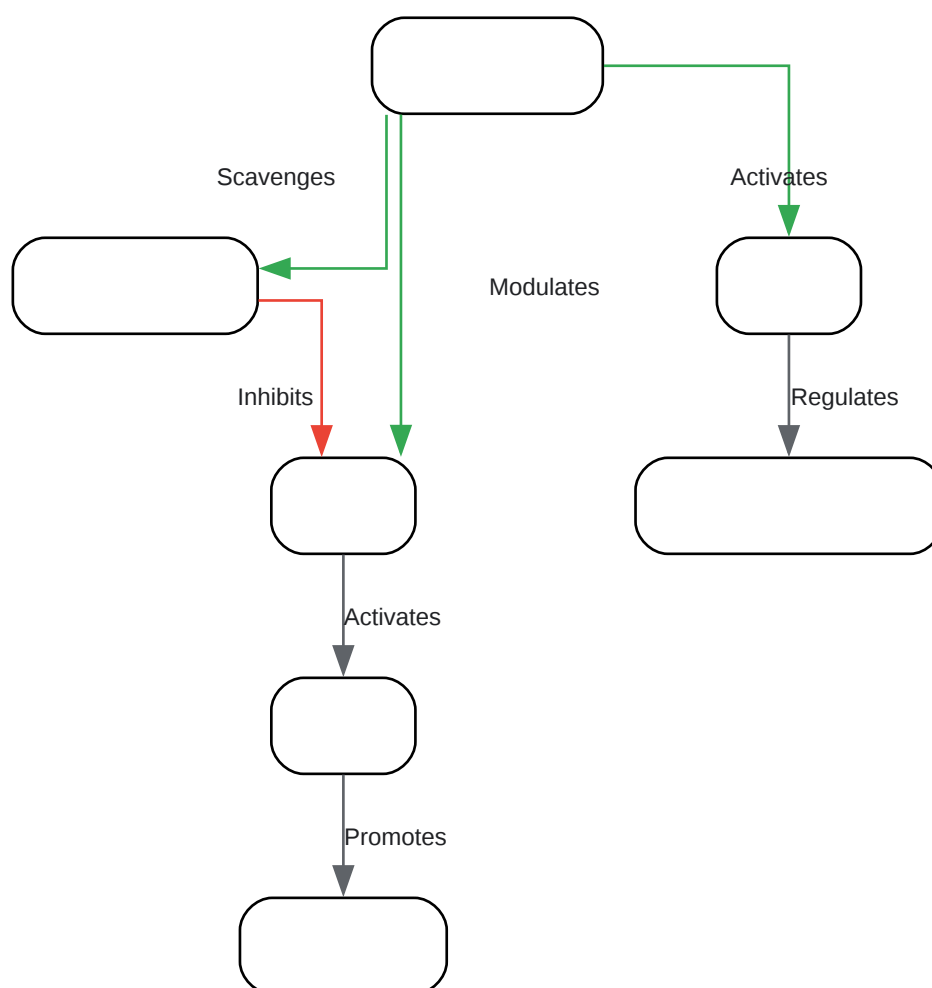 Scavenges
Activates
Modulates
Inhibits
Regulates
Activates
Promotes